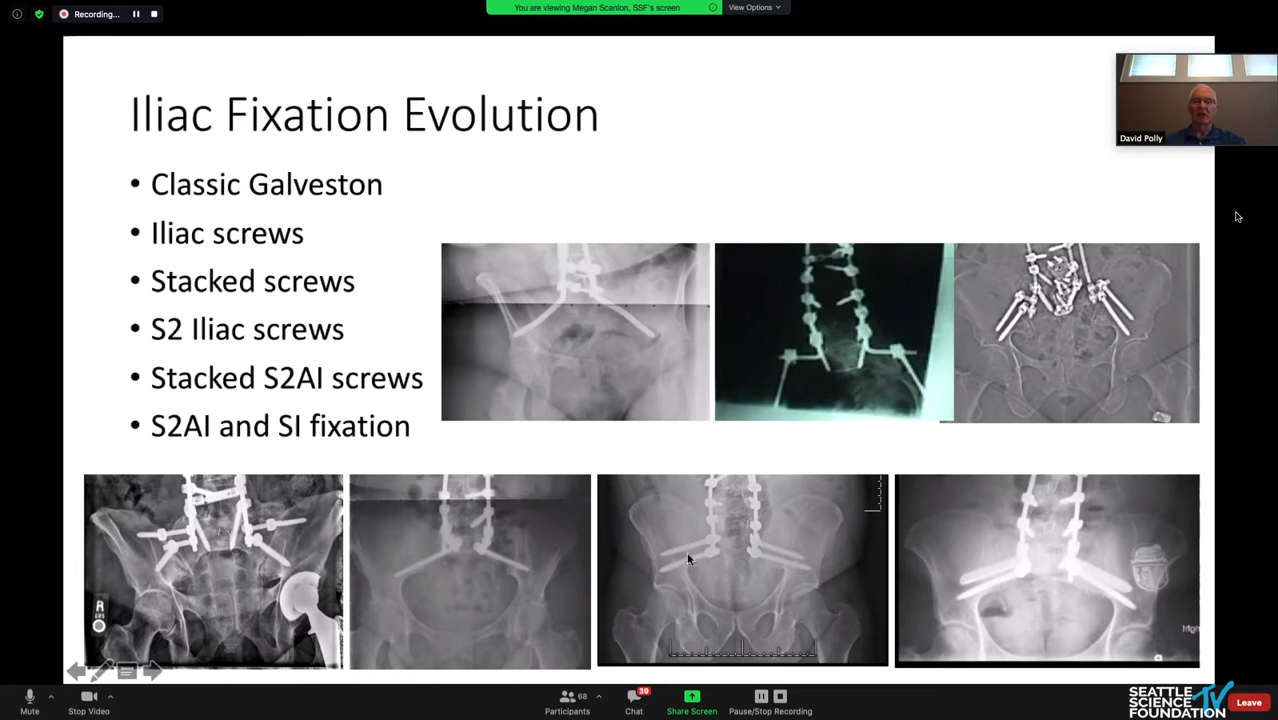 Recording...
You are viewing Megan Scanlon, SSF's screen
View Options
Iliac Fixation Evolution
David Polly
• Classic Galveston
• Iliac screws
• Stacked screws
• S2 Iliac screws
• Stacked S2AI screws
• S2AI and SI fixation
R
ERS
Mute
Stop Video
68
Participants
39
Chat
Share Screen
Pause/Stop Recording
SEATTLE
SCIENCE
FOUNDATION
TV
Leave